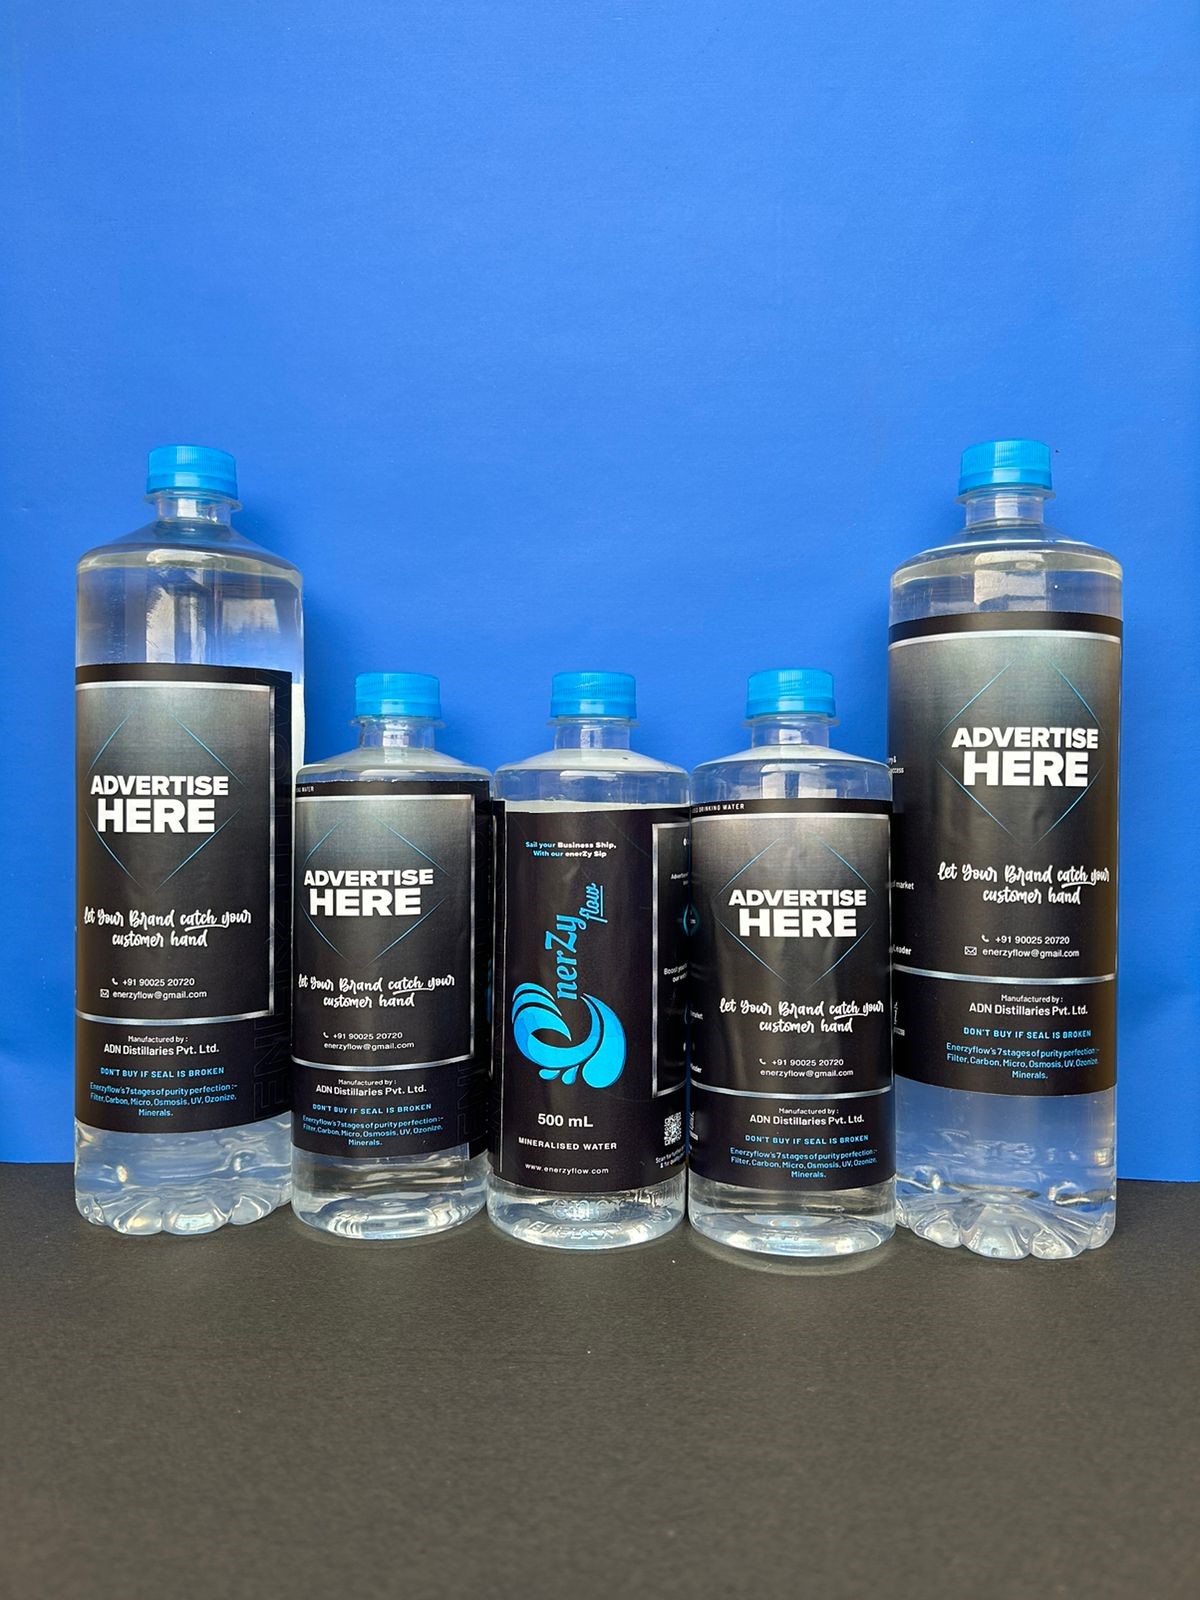 ADVERTISE
HERE
let Your Brand catch your
customer hand
+91 90025 20720
enerzyflow@gmail.com
Manufactured by :
ADN Distillaries Pvt. Ltd.
DON'T BUY IF SEAL IS BROKEN
Enerzyflow's 7 stages of purity perfection :-
Filter, Carbon, Micro, Osmosis, UV, Ozonize,
Minerals.
ADVERTISE
HERE
let Your Brand catch your
customer hand
+91 90025 20720
enerzyflow@gmail.com
Manufactured by :
ADN Distillaries Pvt. Ltd.
DON'T BUY IF SEAL IS BROKEN
Enerzyflow's 7 stages of purity perfection :-
Filter, Carbon, Micro, Osmosis, UV, Ozonize,
Minerals.
Sail your Business Ship,
With our enerZy Sip
enerZy
flow
500 mL
MINERALISED WATER
www.enerzyflow.com
DRINKING WATER
ADVERTISE
HERE
let Your Brand catch your
customer hand
+91 90025 20720
enerzyflow@gmail.com
Manufactured by :
ADN Distillaries Pvt. Ltd.
DON'T BUY IF SEAL IS BROKEN
Enerzyflow's 7 stages of purity perfection :-
Filter, Carbon, Micro, Osmosis, UV, Ozonize,
Minerals.
ADVERTISE
HERE
let Your Brand catch your
customer hand
+91 90025 20720
enerzyflow@gmail.com
Manufactured by :
ADN Distillaries Pvt. Ltd.
DON'T BUY IF SEAL IS BROKEN
Enerzyflow's 7 stages of purity perfection :-
Filter, Carbon, Micro, Osmosis, UV, Ozonize,
Minerals.